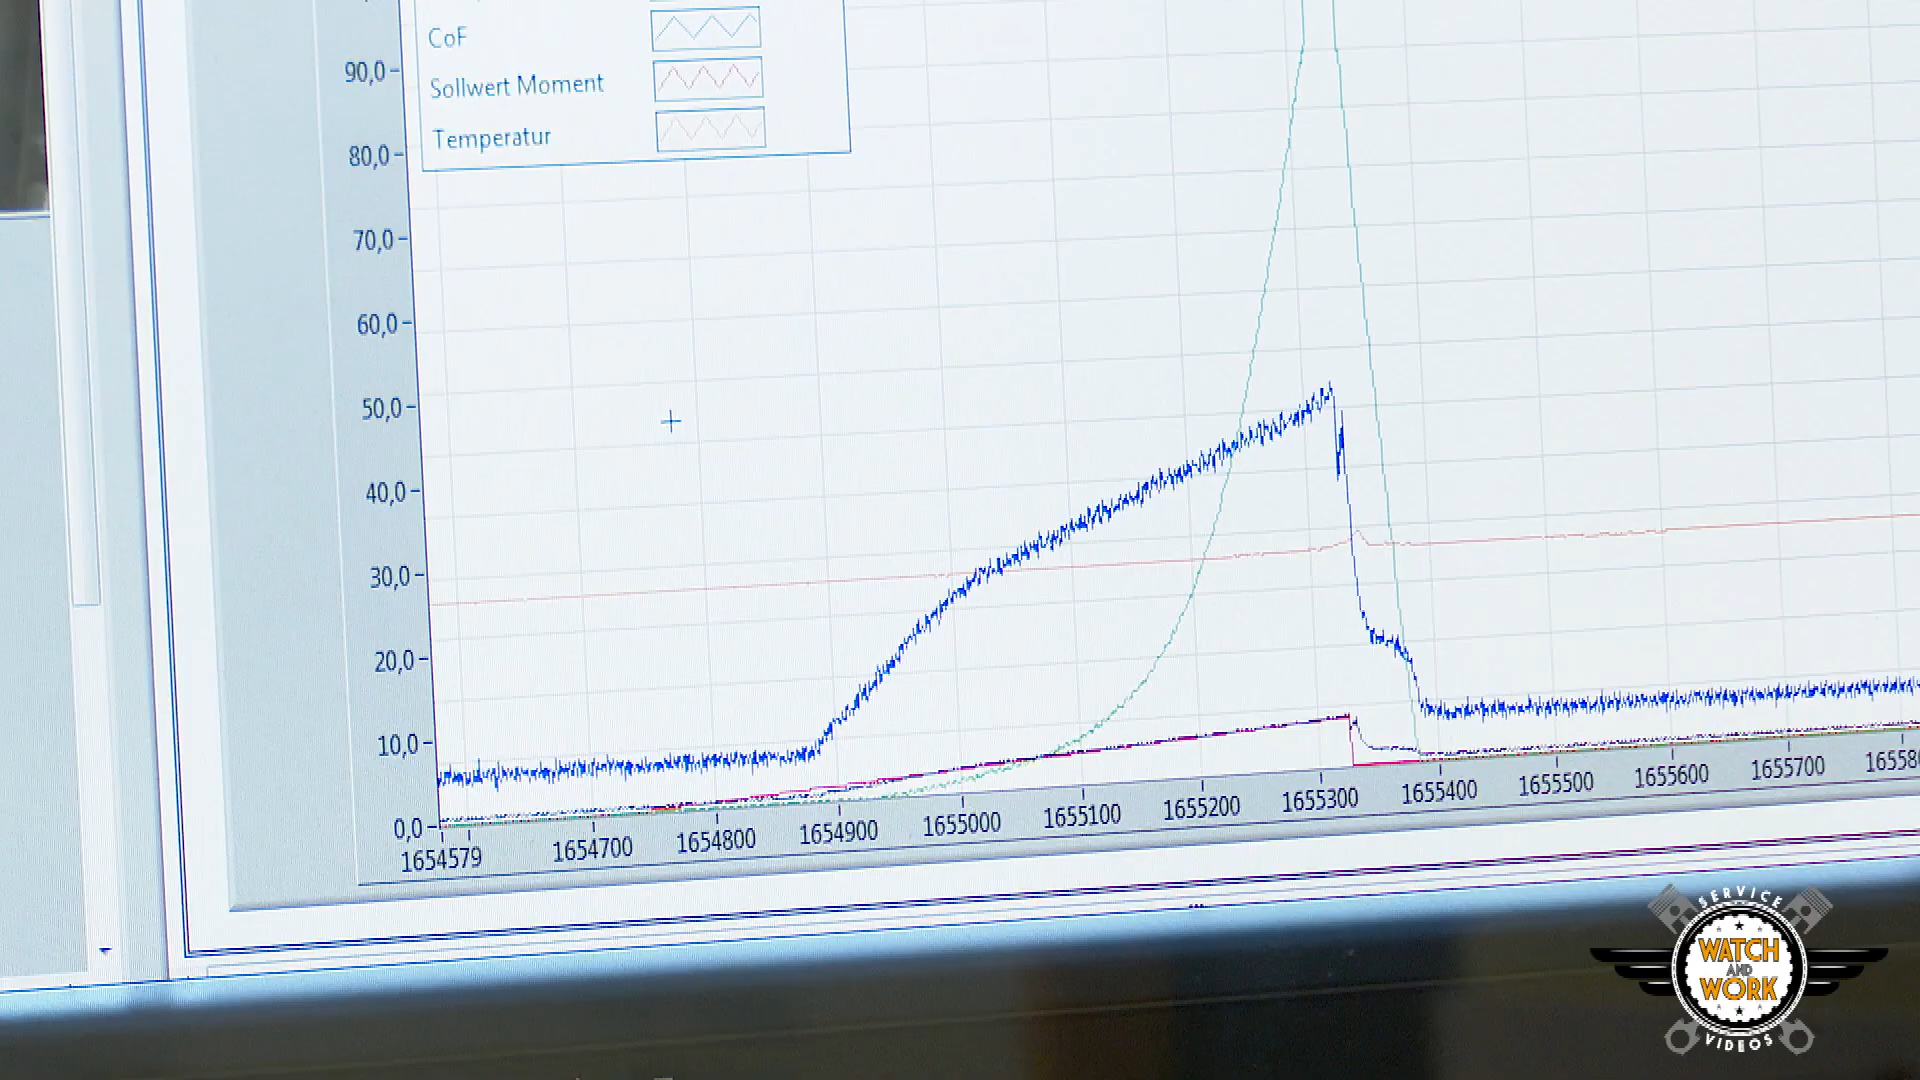 CoF
Sollwert Moment
Temperatur
90,0
80,0
70,0
60,0
50,0
40,0
30,0
20,0
10,0
0,0
1654579 1654700 1654800 1654900 1655000 1655100 1655200 1655300 1655400 1655500 1655600 1655700 16558
SERVICE
WATCH
AND
WORK
VIDEOS